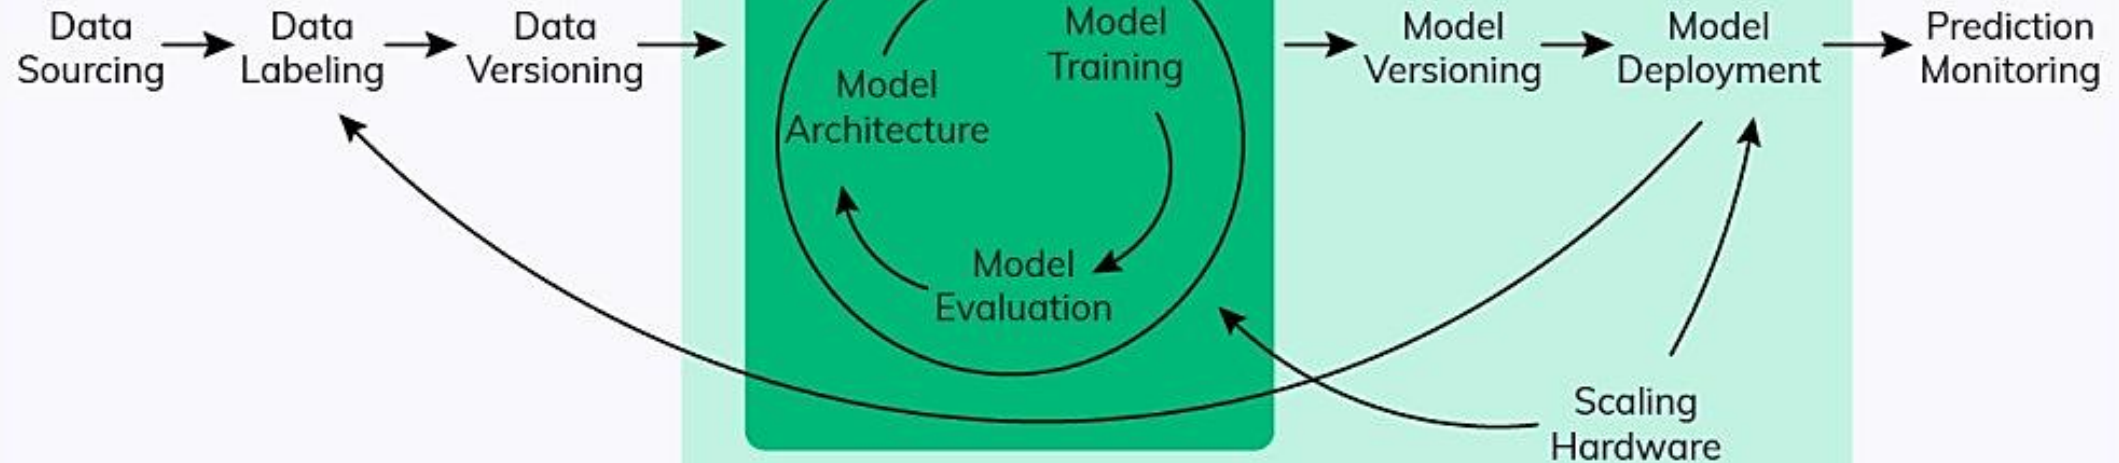 Data
Sourcing
Data
Labeling
Data
Versioning
Model
Architecture
Model
Training
Model
Evaluation
Model
Versioning
Model
Deployment
Prediction
Monitoring
Scaling
Hardware